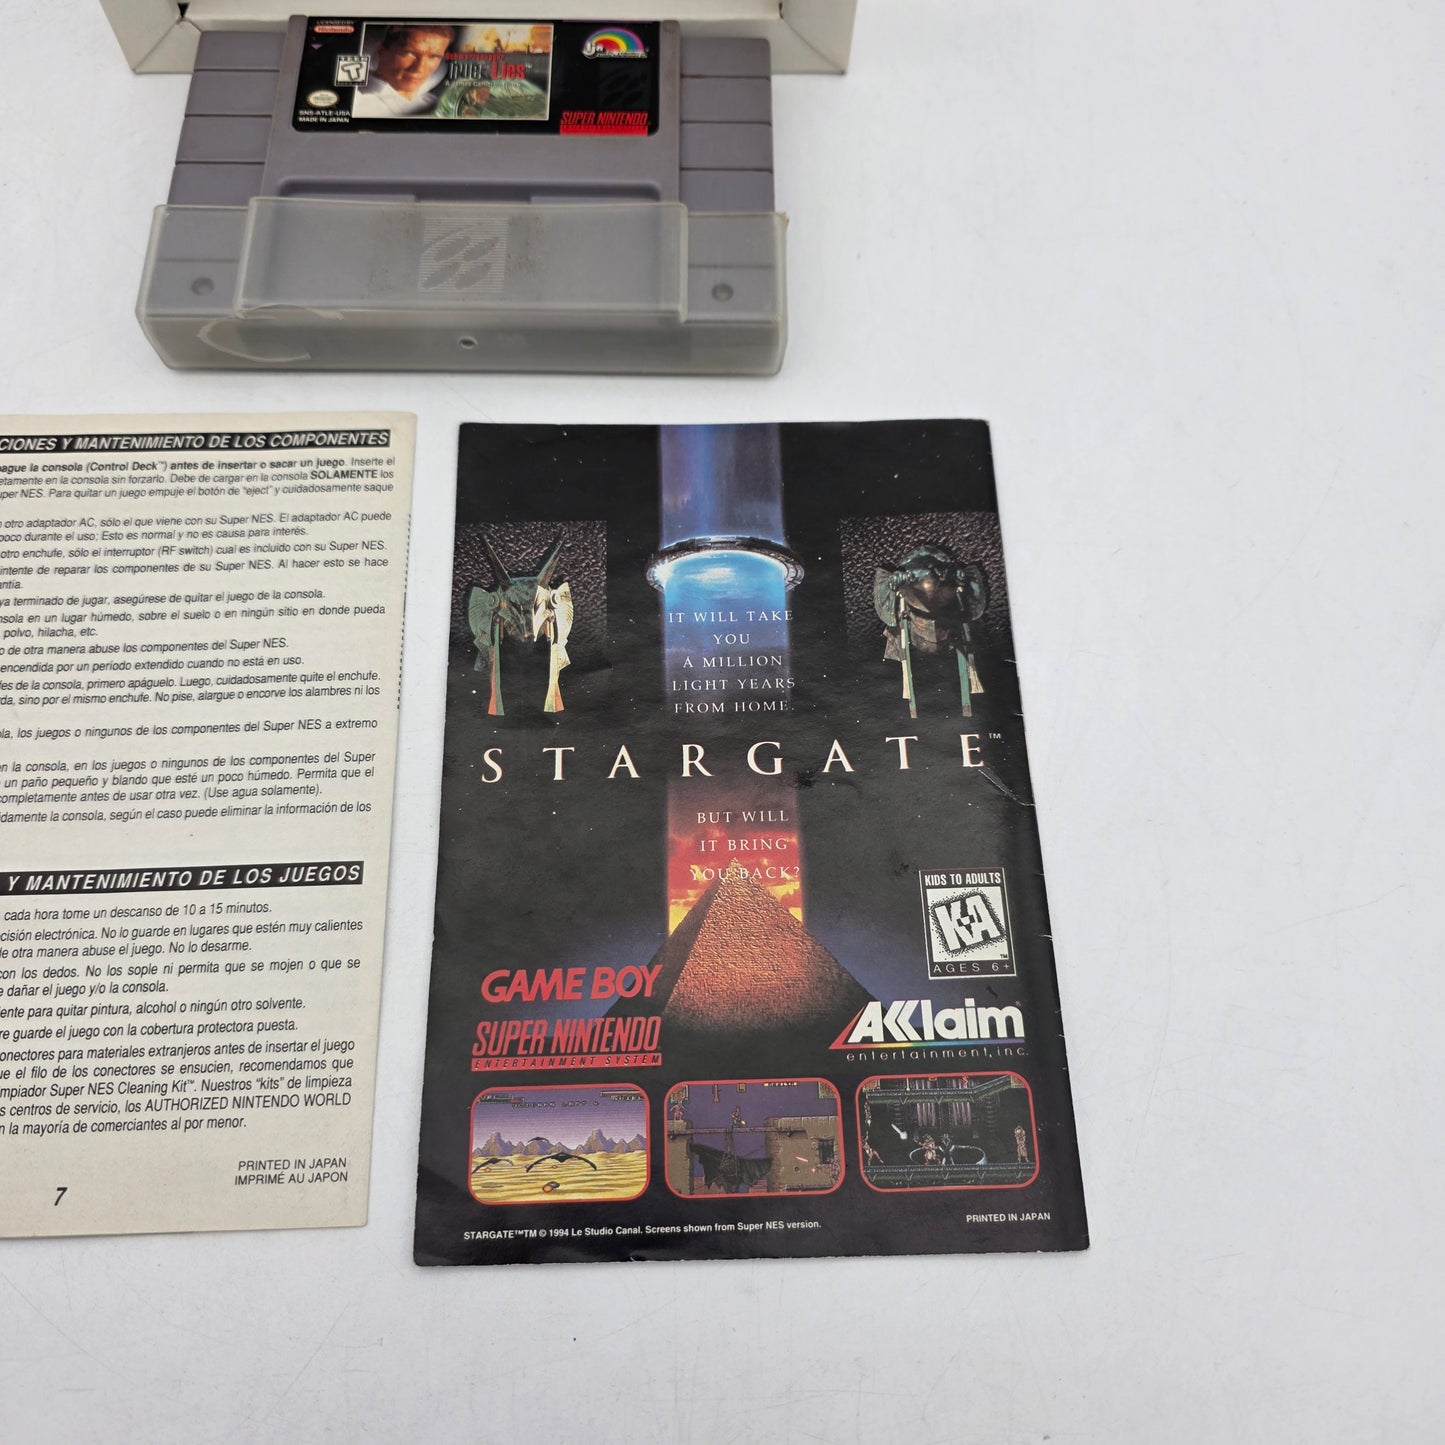 LICENSED BY
Nintendo
True Lies
SNS-ATLE-USA
MADE IN JAPAN
SUPER NINTENDO
CIONES Y MANTENIMIENTO DE LOS COMPONENTES
pague la consola (Control Deck™) antes de insertar o sacar un juego. Inserte el
etamente en la consola sin forzarlo. Debe de cargar en la consola SOLAMENTE los
uper NES. Para quitar un juego empuje el botón de "eject" y cuidadosamente saque
otro adaptador AC, sólo el que viene con su Super NES. El adaptador AC puede
poco durante el uso; Esto es normal y no es causa para interés.
otro enchufe, sólo el interruptor (RF switch) cual es incluido con su Super NES.
intente de reparar los componentes de su Super NES. Al hacer esto se hace
antía.
ya terminado de jugar, asegúrese de quitar el juego de la consola.
nsola en un lugar húmedo, sobre el suelo o en ningún sitio en donde pueda
polvo, hilacha, etc.
o de otra manera abuse los componentes del Super NES.
encendida por un período extendido cuando no está en uso.
es de la consola, primero apáguelo. Luego, cuidadosamente quite el enchufe.
rda, sino por el mismo enchufe. No pise, alargue o encorve los alambres ni los
ola, los juegos o ningunos de los componentes del Super NES a extremo
en la consola, en los juegos o ningunos de los componentes del Super
un paño pequeño y blando que esté un poco húmedo. Permita que el
completamente antes de usar otra vez. (Use agua solamente).
idamente la consola, según el caso puede eliminar la información de los
Y MANTENIMIENTO DE LOS JUEGOS
cada hora tome un descanso de 10 a 15 minutos.
cisión electrónica. No lo guarde en lugares que estén muy calientes
de otra manera abuse el juego. No lo desarme.
con los dedos. No los sople ni permita que se mojen o que se
e dañar el juego y/o la consola.
iente para quitar pintura, alcohol o ningún otro solvente.
re guarde el juego con la cobertura protectora puesta.
onectores para materiales extranjeros antes de insertar el juego
ue el filo de los conectores se ensucien, recomendamos que
impiador Super NES Cleaning Kit™. Nuestros "kits" de limpieza
s centros de servicio, los AUTHORIZED NINTENDO WORLD
n la mayoría de comerciantes al por menor.
PRINTED IN JAPAN
IMPRIMÉ AU JAPON
7
IT WILL TAKE
YOU
A MILLION
LIGHT YEARS
FROM HOME.
STARGATE™
BUT WILL
IT BRING
YOU BACK?
KIDS TO ADULTS
K-A
AGES 6+
GAME BOY
SUPER NINTENDO
ENTERTAINMENT SYSTEM
AKKlaim
entertainment, inc.
STARGATE™TM © 1994 Le Studio Canal. Screens shown from Super NES version.
PRINTED IN JAPAN